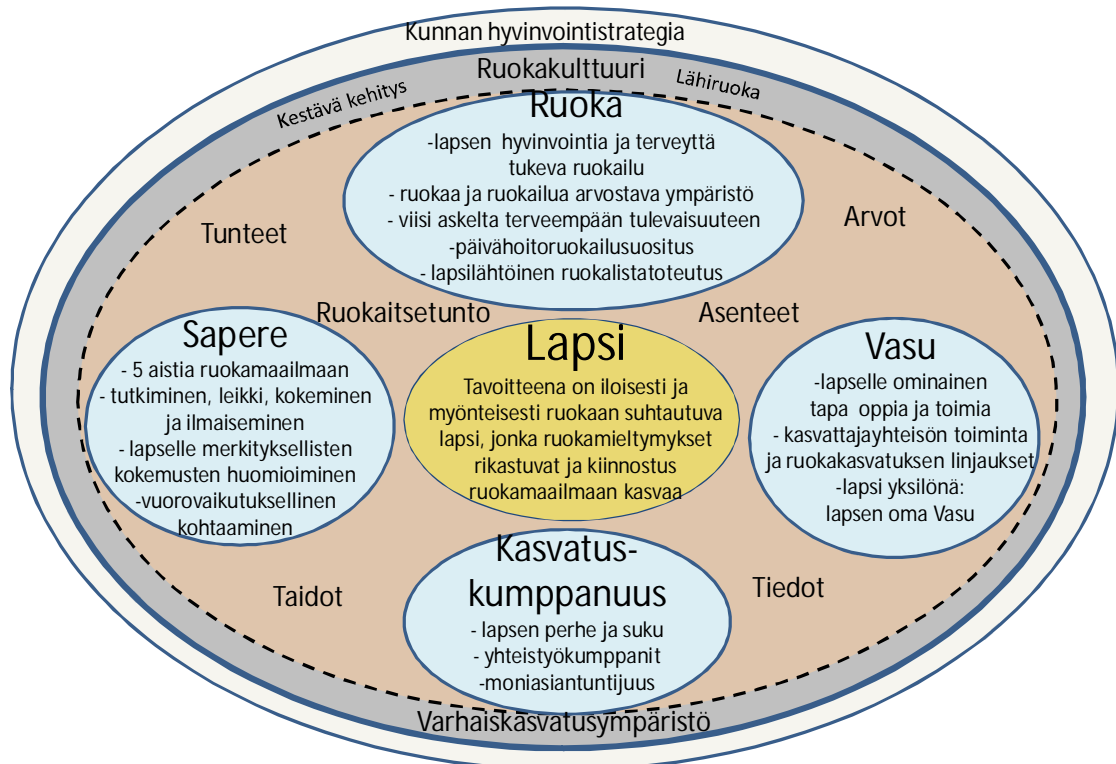 Kunnan hyvinvointistrategia
Ruokakulttuuri
Kestävä kehitys
Lähiruoka
Ruoka
-lapsen hyvinvointia ja terveyttä
tukeva ruokailu
- ruokaa ja ruokailua arvostava ympäristö
- viisi askelta terveempään tulevaisuuteen
-päivähoitoruokailusuositus
- lapsilähtöinen ruokalistatoteutus
Tunteet
Arvot
Ruokaitsetunto
Asenteet
Sapere
- 5 aistia ruokamaailmaan
- tutkiminen, leikki, kokeminen
ja ilmaiseminen
- lapselle merkityksellisten
kokemusten huomioiminen
-vuorovaikutuksellinen
kohtaaminen
Lapsi
Tavoitteena on iloisesti ja
myönteisesti ruokaan suhtautuva
lapsi, jonka ruokamieltymykset
rikastuvat ja kiinnostus
ruokamaailmaan kasvaa
Vasu
-lapselle ominainen
tapa oppia ja toimia
- kasvattajayhteisön toiminta
ja ruokakasvatuksen linjaukset
-lapsi yksilönä:
lapsen oma Vasu
Kasvatus-
kumppanuus
- lapsen perhe ja suku
- yhteistyökumppanit
-moniasiantuntijuus
Taidot
Tiedot
Varhaiskasvatusympäristö